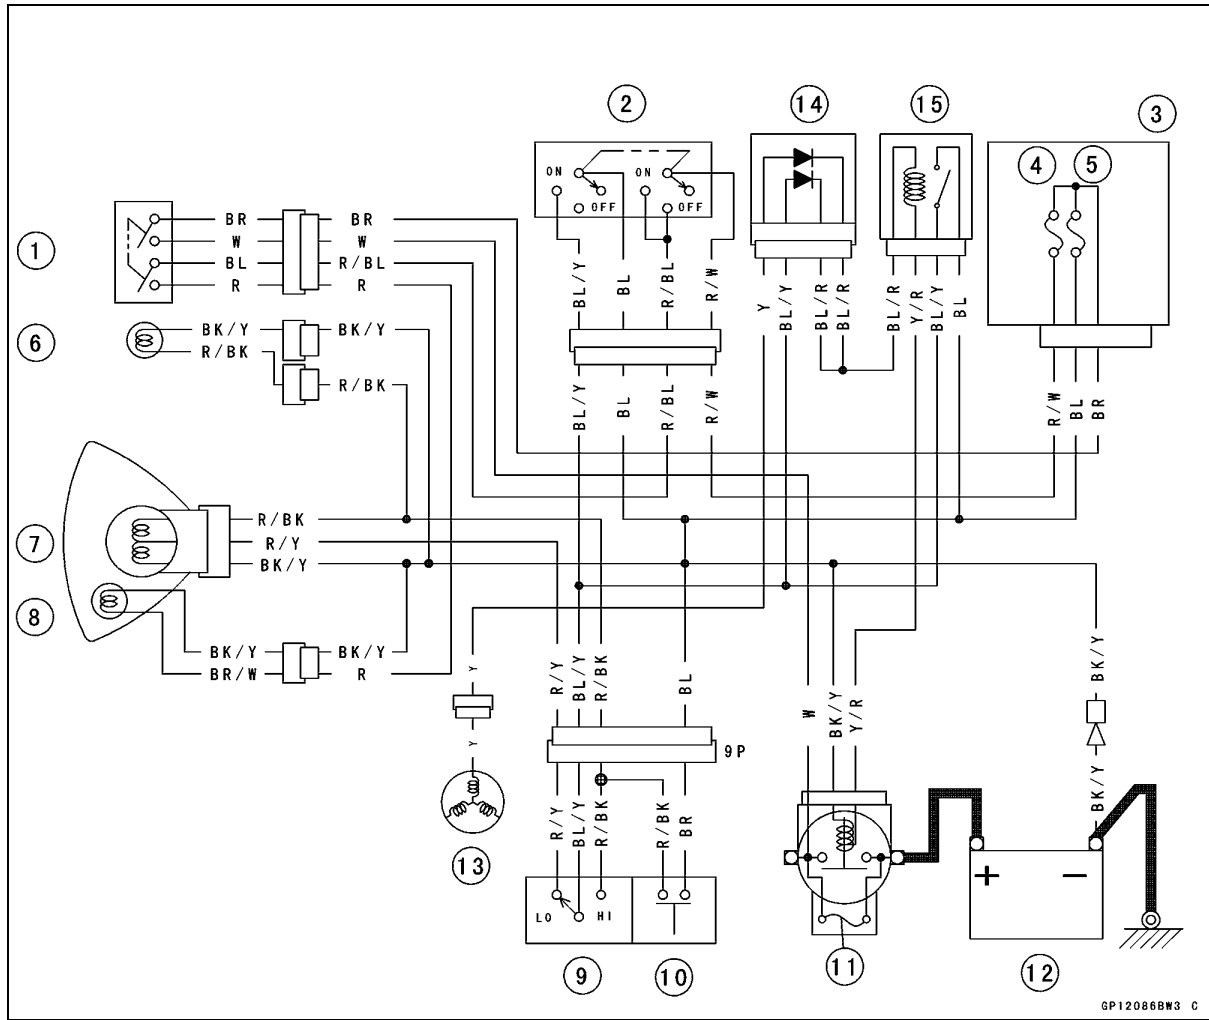 2
14
15
3
4
5
ON
ON
OFF
OFF
BR
BR
W
W
BL
R/BL
R
R
1
BL/Y
BL
R/BL
R/W
Y
BL/Y
BL/R
BL/R
BL/R
Y/R
BL/Y
BL
6
BK/Y
BK/Y
R/BK
R/BK
BL/Y
BL
R/BL
R/W
R/W
BL
BR
7
R/BK
R/Y
BK/Y
8
BK/Y
BK/Y
BR/W
R
Y
R/Y
BL/Y
R/BK
BL
W
BK/Y
Y/R
BK/Y
9P
Y
R/Y
BL/Y
R/BK
R/BK
BR
BK/Y
13
+
−
LO
HI
9
10
11
12
GP12086BW3 C